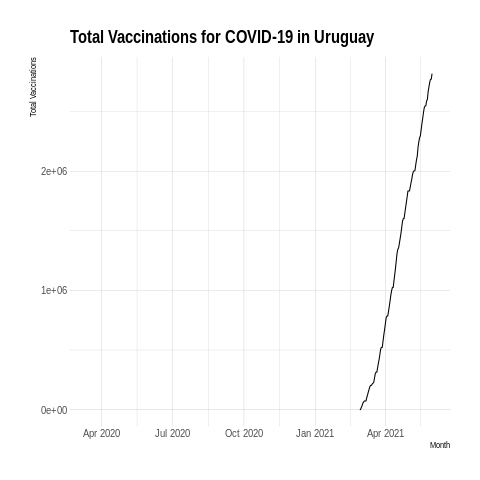 Total Vaccinations for COVID-19 in Uruguay
Total Vaccinations
2e+06
1e+06
0e+00
Apr 2020 Jul 2020 Oct 2020 Jan 2021 Apr 2021
Month